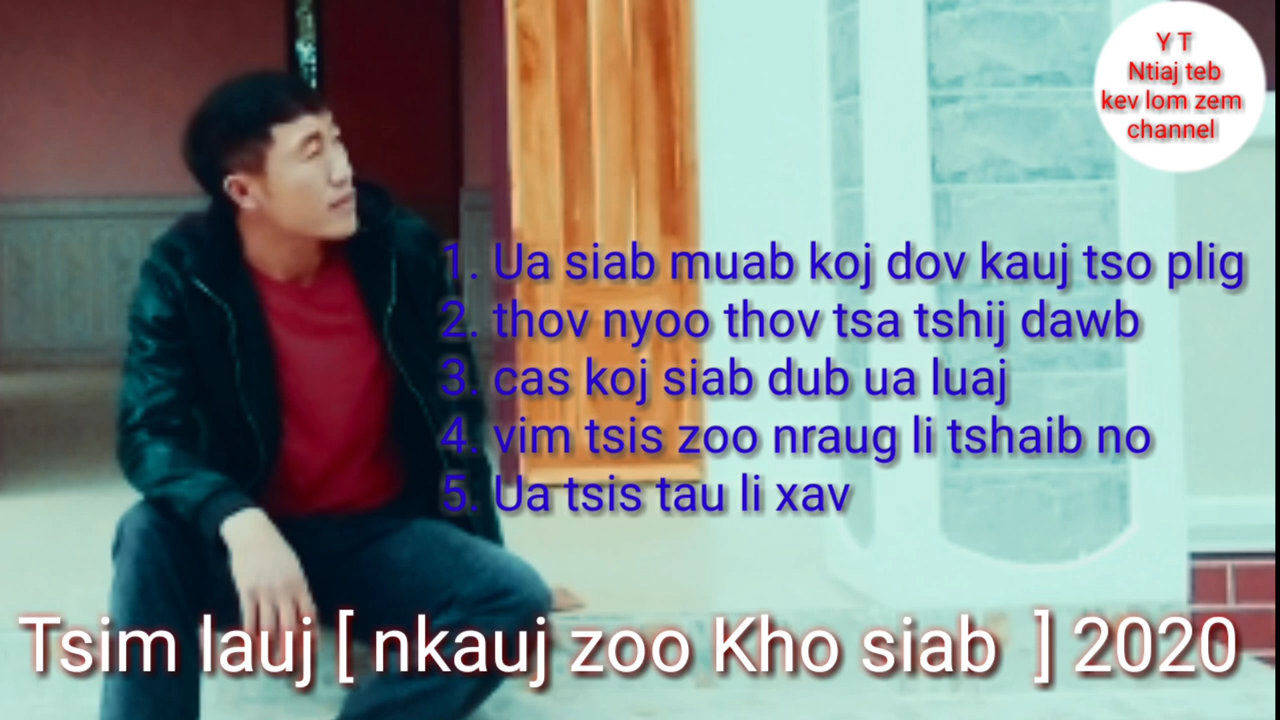 Y T
Ntiaj teb
kev lom zem
channel
1. Ua siab muab koj dov kauj tso plig
2. thov nyoo thov tsa tshij dawb
3. cas koj siab dub ua luaj
4. vim tsis zoo nraug li tshaib no
5. Ua tsis tau li xav
Tsim lauj [ nkauj zoo Kho siab ] 2020